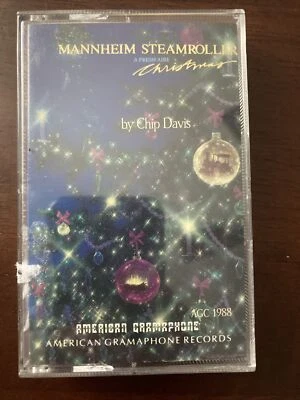 MANNHEIM STEAMROLLER
A FRESH AIRE
Christmas
by Chip Davis
AGC 1988
AMERICAN GRAMAPHONE
AMERICAN GRAMAPHONE RECORDS